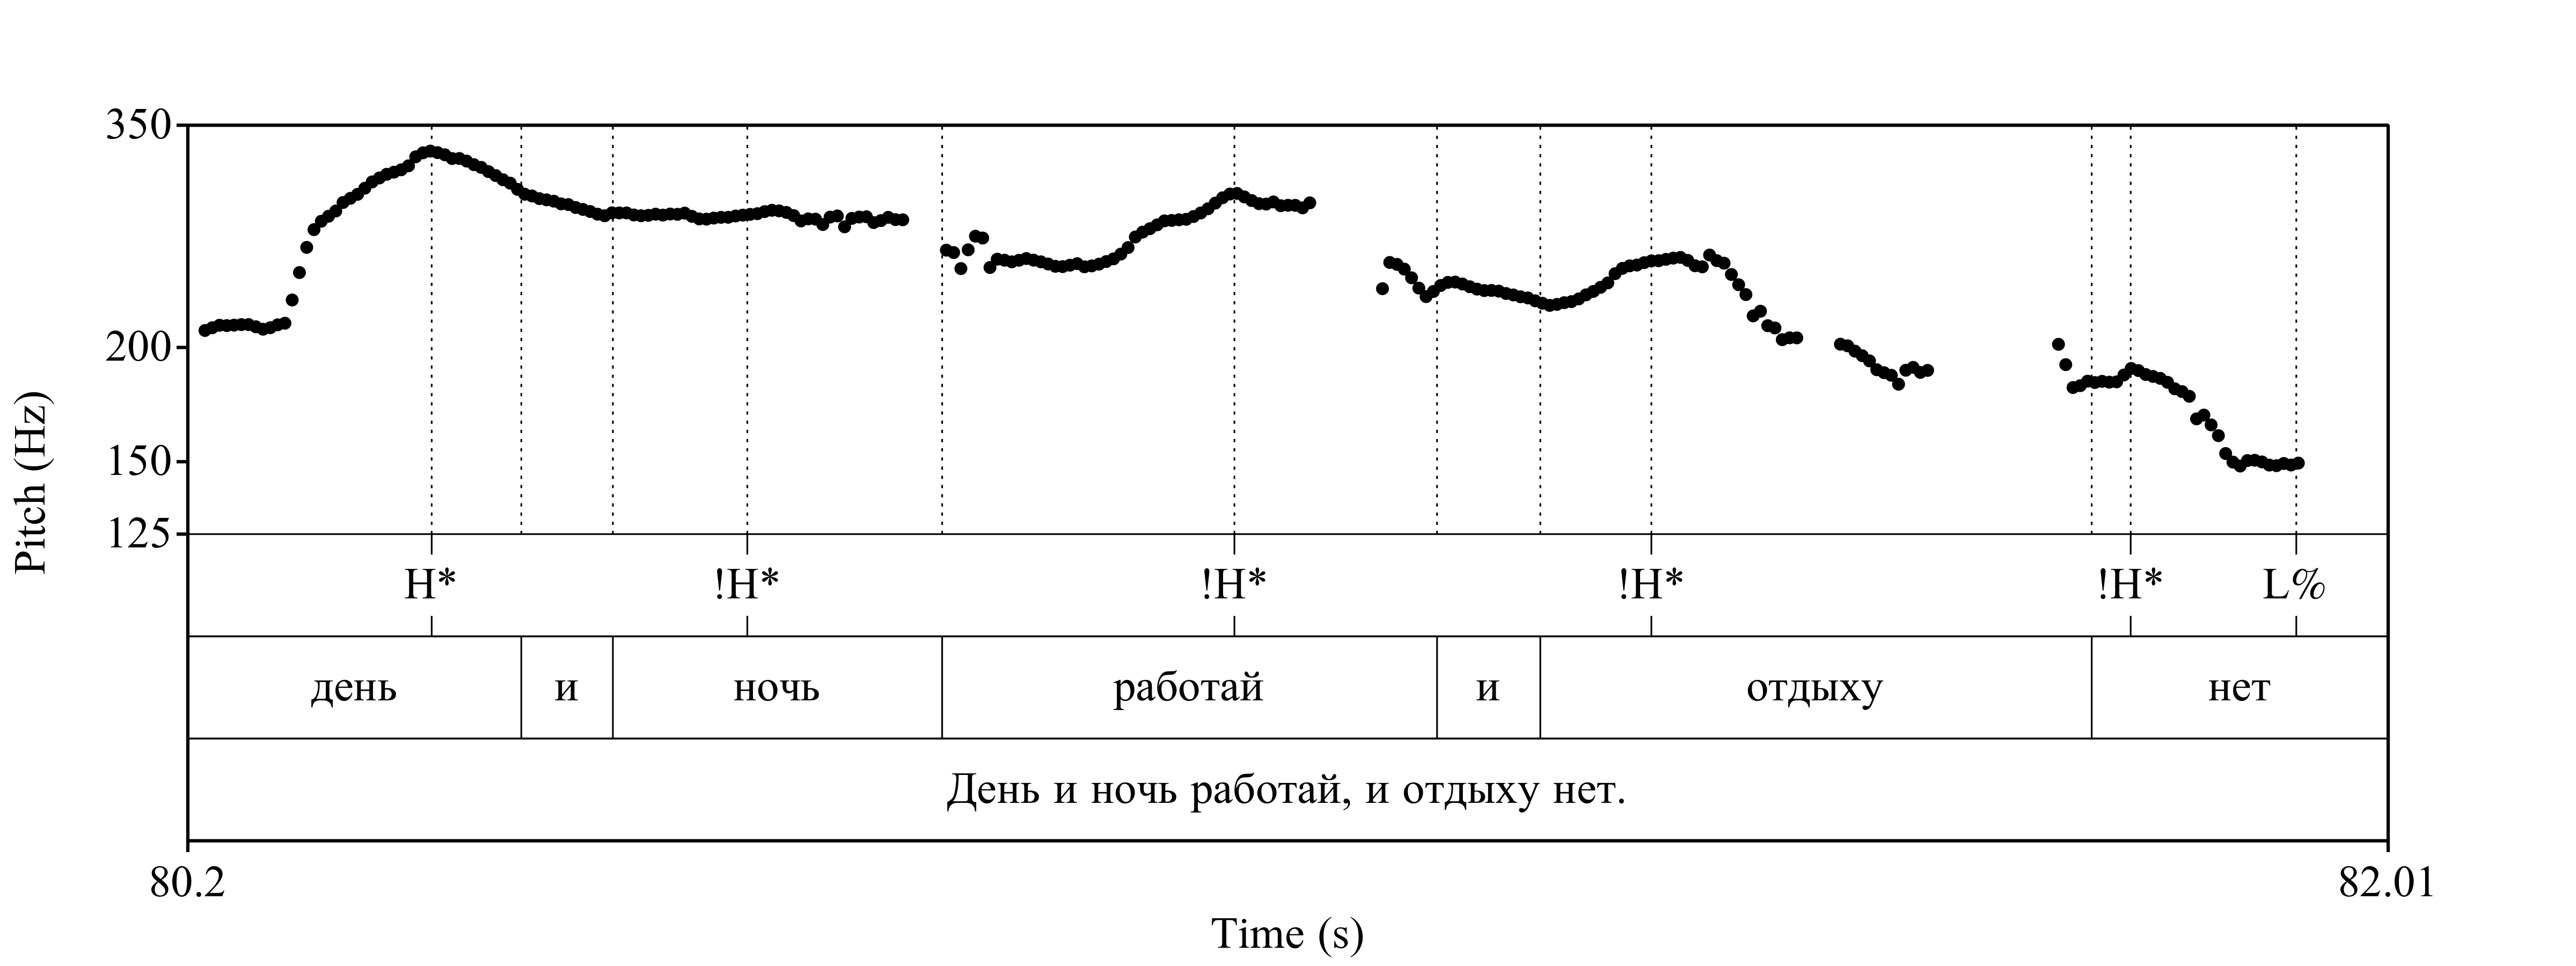 350
200
150
125
Pitch (Hz)
H* !H* !H* !H* !H* L%
день и ночь работай и отдыху нет
День и ночь работай, и отдыху нет.
80.2 82.01
Time (s)